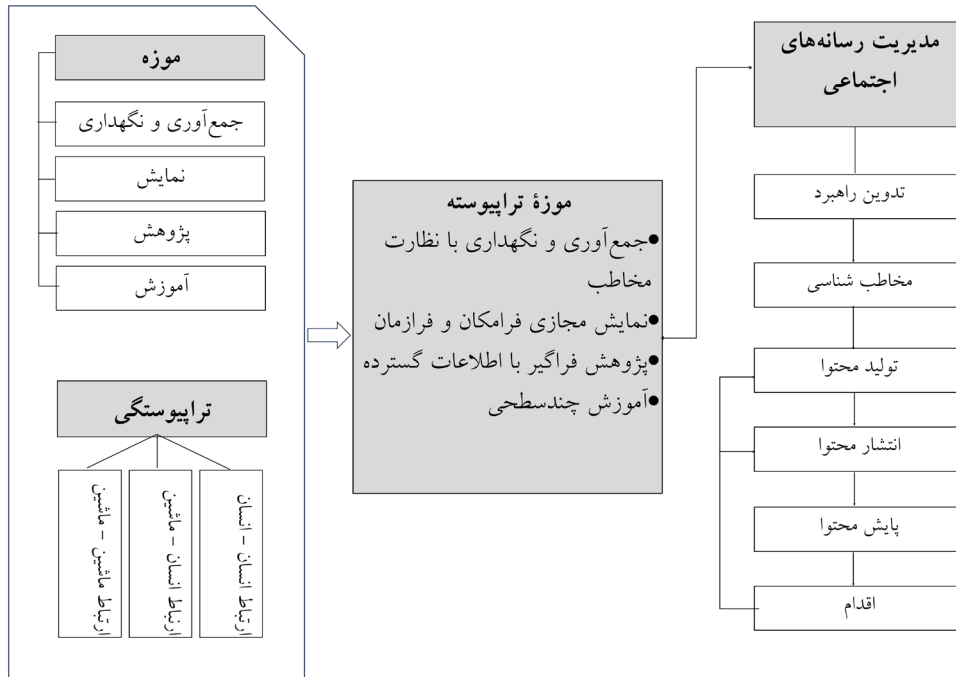 موزه
جمع‌آوری و نگهداری
نمایش
پژوهش
آموزش
تراپیوستگی
ارتباط انسان – انسان
ارتباط انسان – ماشین
ارتباط ماشین – ماشین
موزهٔ تراپیوسته
●جمع‌آوری و نگهداری با نظارت
مخاطب
●نمایش مجازی فرامکان و فرازمان
●پژوهش فراگیر با اطلاعات گسترده
●آموزش چندسطحی
مدیریت رسانه‌های
اجتماعی
تدوین راهبرد
مخاطب شناسی
تولید محتوا
انتشار محتوا
پایش محتوا
اقدام